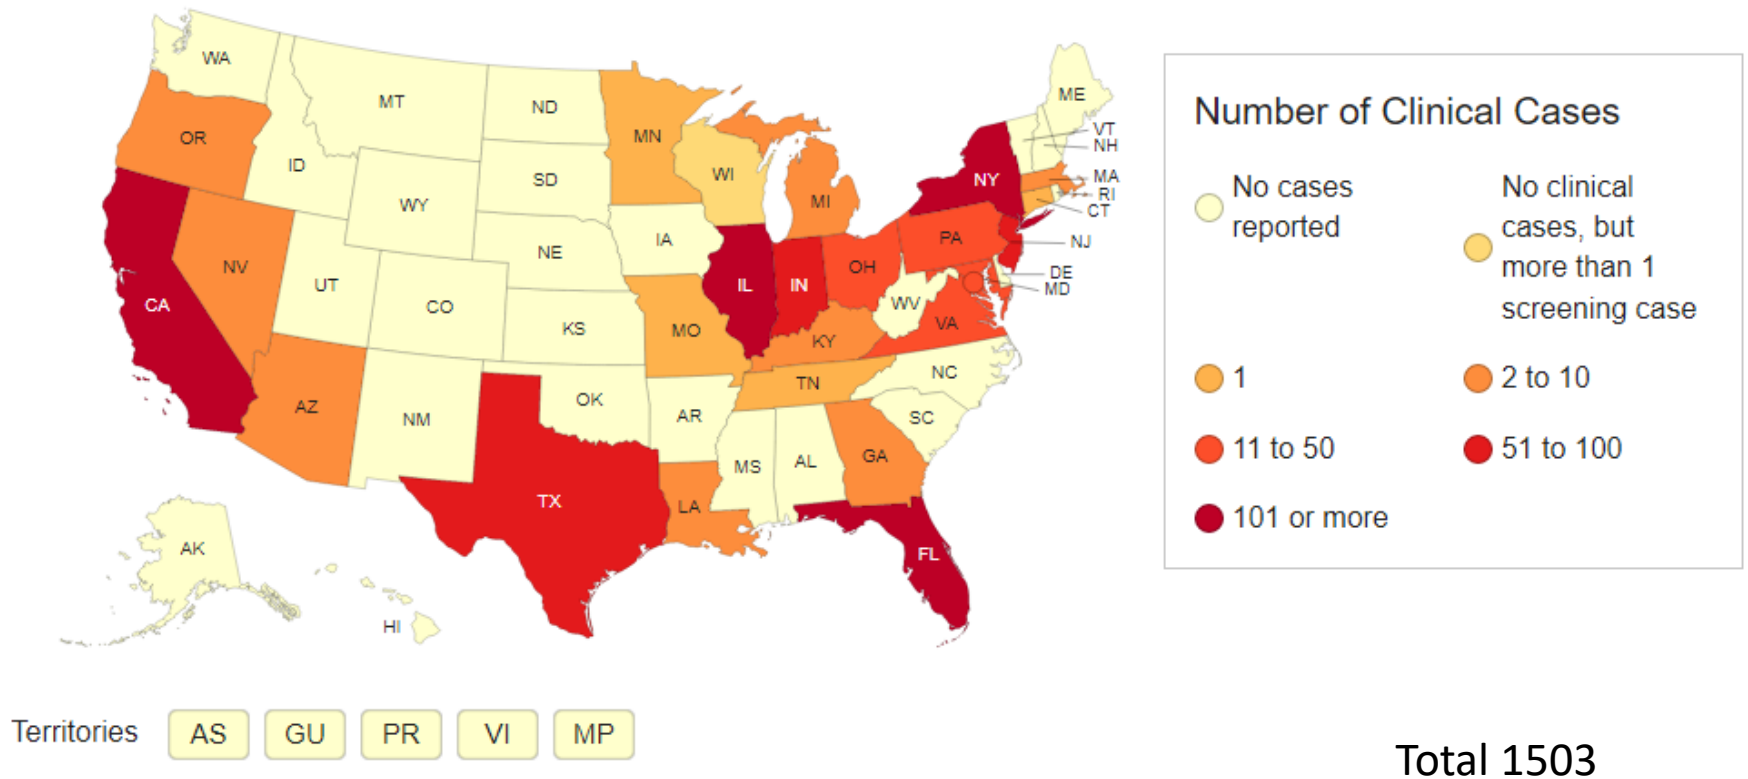 WA
MT
ND
MN
OR
ID
SD
WI
MI
WY
IA
NE
NV
UT
CO
CA
KS
MO
IL
IN
OH
KY
WV
VA
PA
NY
ME
VT
NH
MA
RI
CT
NJ
DE
MD
TN
NC
SC
AZ
NM
OK
AR
MS
AL
GA
TX
LA
FL
AK
HI
Number of Clinical Cases
No cases
reported
No clinical
cases, but
more than 1
screening case
1
2 to 10
11 to 50
51 to 100
101 or more
Territories AS GU PR VI MP
Total 1503